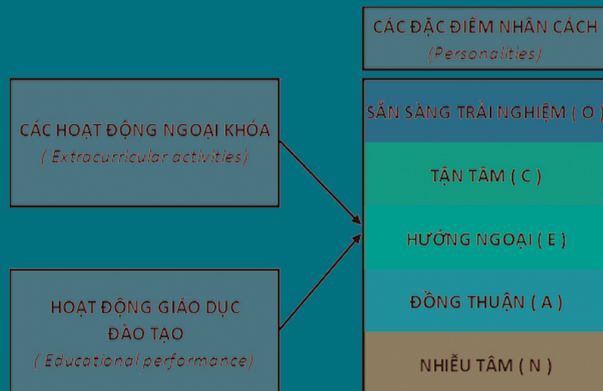 CÁC ĐẶC ĐIỂM NHÂN CÁCH
(Personalities)
CÁC HOẠT ĐỘNG NGOẠI KHÓA
( Extracurricular activities)
SẴN SÀNG TRẢI NGHIỆM ( O )
TẬN TÂM ( C )
HƯỚNG NGOẠI ( E )
HOẠT ĐỘNG GIÁO DỤC
ĐÀO TẠO
( Educational performance)
ĐỒNG THUẬN ( A )
NHIỄU TÂM ( N )